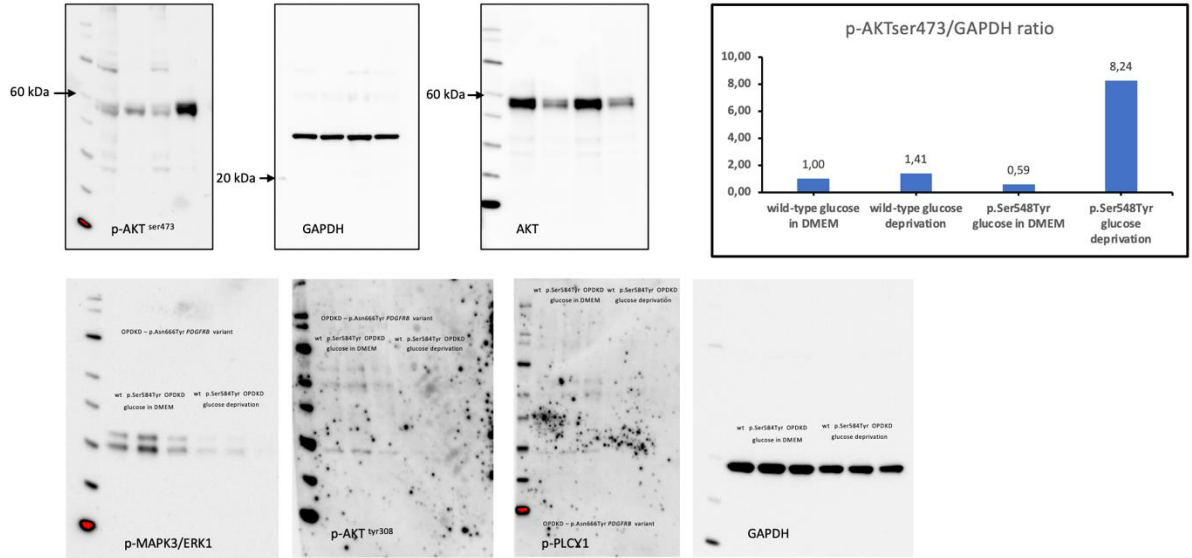 60 kDa
p-AKT ser473
20 kDa
GAPDH
60 kDa
AKT
p-AKTser473/GAPDH ratio
10,00
8,00
6,00
4,00
2,00
0,00
1,00
1,41
0,59
8,24
wild-type glucose
in DMEM
wild-type glucose
deprivation
p.Ser548Tyr
glucose in DMEM
p.Ser548Tyr
glucose
deprivation
OPDKD – p.Asn666Tyr PDGFRB variant
wt p.Ser584Tyr OPDKD
glucose in DMEM
wt p.Ser584Tyr OPDKD
glucose deprivation
p-MAPK3/ERK1
OPDKD – p.Asn666Tyr PDGFRB variant
wt p.Ser584Tyr OPDKD
glucose in DMEM
wt p.Ser584Tyr OPDKD
glucose deprivation
p-AKT tyr308
wt p.Ser584Tyr OPDKD
glucose in DMEM
wt p.Ser584Tyr OPDKD
glucose deprivation
OPDKD – p.Asn666Tyr PDGFRB variant
p-PLCɣ1
wt p.Ser584Tyr OPDKD
glucose in DMEM
wt p.Ser584Tyr OPDKD
glucose deprivation
GAPDH